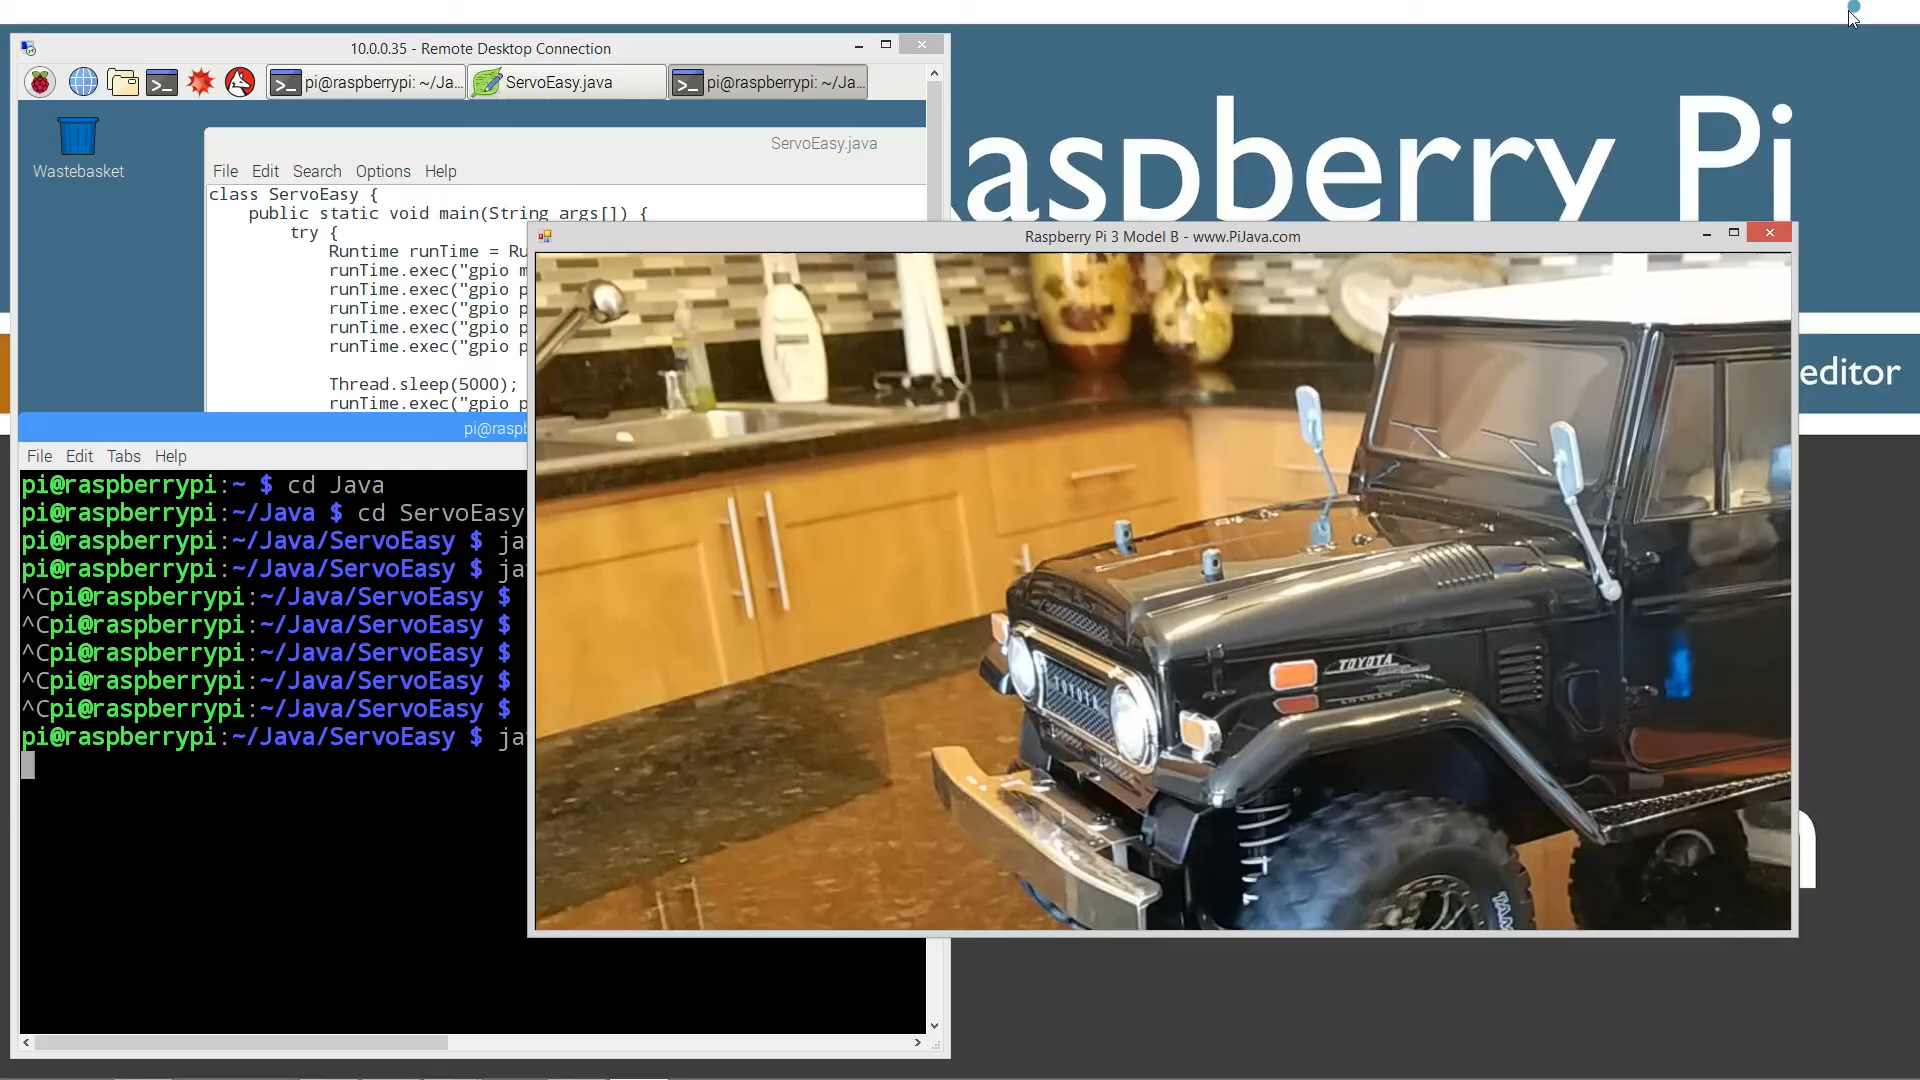 10.0.0.35 - Remote Desktop Connection
pi@raspberrypi: ~/Ja...
ServoEasy.java
pi@raspberrypi: ~/Ja...
Wastebasket
ServoEasy.java
File Edit Search Options Help
class ServoEasy {
public static void main(String args[]) {
try {
Runtime runTime = Ru
runTime.exec("gpio m
runTime.exec("gpio p
runTime.exec("gpio p
runTime.exec("gpio p
runTime.exec("gpio p
Thread.sleep(5000);
runTime.exec("gpio p
pi@raspb
File Edit Tabs Help
pi@raspberrypi:~ $ cd Java
pi@raspberrypi:~/Java $ cd ServoEasy
pi@raspberrypi:~/Java/ServoEasy $ jav
pi@raspberrypi:~/Java/ServoEasy $ jav
^Cpi@raspberrypi:~/Java/ServoEasy $
^Cpi@raspberrypi:~/Java/ServoEasy $
^Cpi@raspberrypi:~/Java/ServoEasy $
^Cpi@raspberrypi:~/Java/ServoEasy $
^Cpi@raspberrypi:~/Java/ServoEasy $
pi@raspberrypi:~/Java/ServoEasy $ jav
aspberry Pi
editor
Raspberry Pi 3 Model B - www.PiJava.com
TOYOTA
TOYOTA
TAM